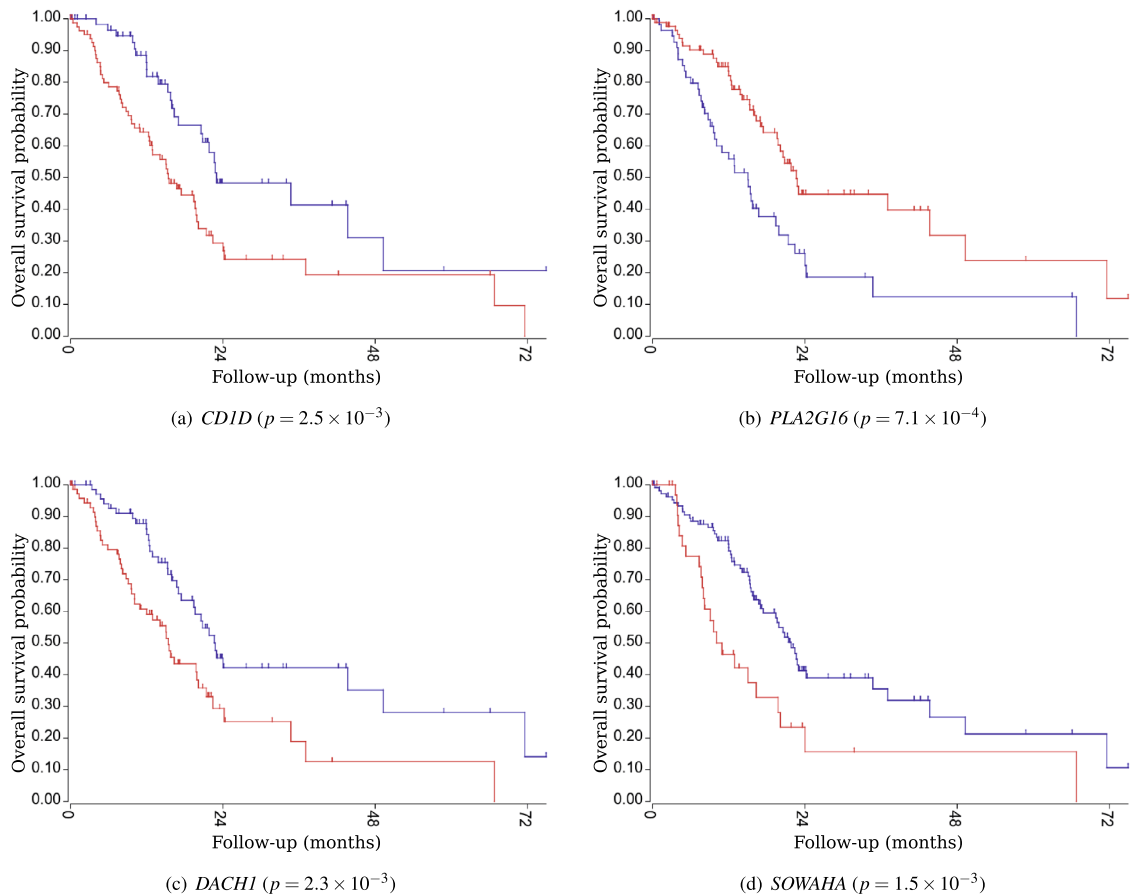 1.00
0.90
0.80
0.70
0.60
0.50
0.40
0.30
0.20
0.10
0.00
Overall survival probability
0 24 48 72
Follow-up (months)
(a) CD1D (p = 2.5 × 10⁻³)
1.00
0.90
0.80
0.70
0.60
0.50
0.40
0.30
0.20
0.10
0.00
Overall survival probability
0 24 48 72
Follow-up (months)
(b) PLA2G16 (p = 7.1 × 10⁻⁴)
1.00
0.90
0.80
0.70
0.60
0.50
0.40
0.30
0.20
0.10
0.00
Overall survival probability
0 24 48 72
Follow-up (months)
(c) DACH1 (p = 2.3 × 10⁻³)
1.00
0.90
0.80
0.70
0.60
0.50
0.40
0.30
0.20
0.10
0.00
Overall survival probability
0 24 48 72
Follow-up (months)
(d) SOWAHA (p = 1.5 × 10⁻³)